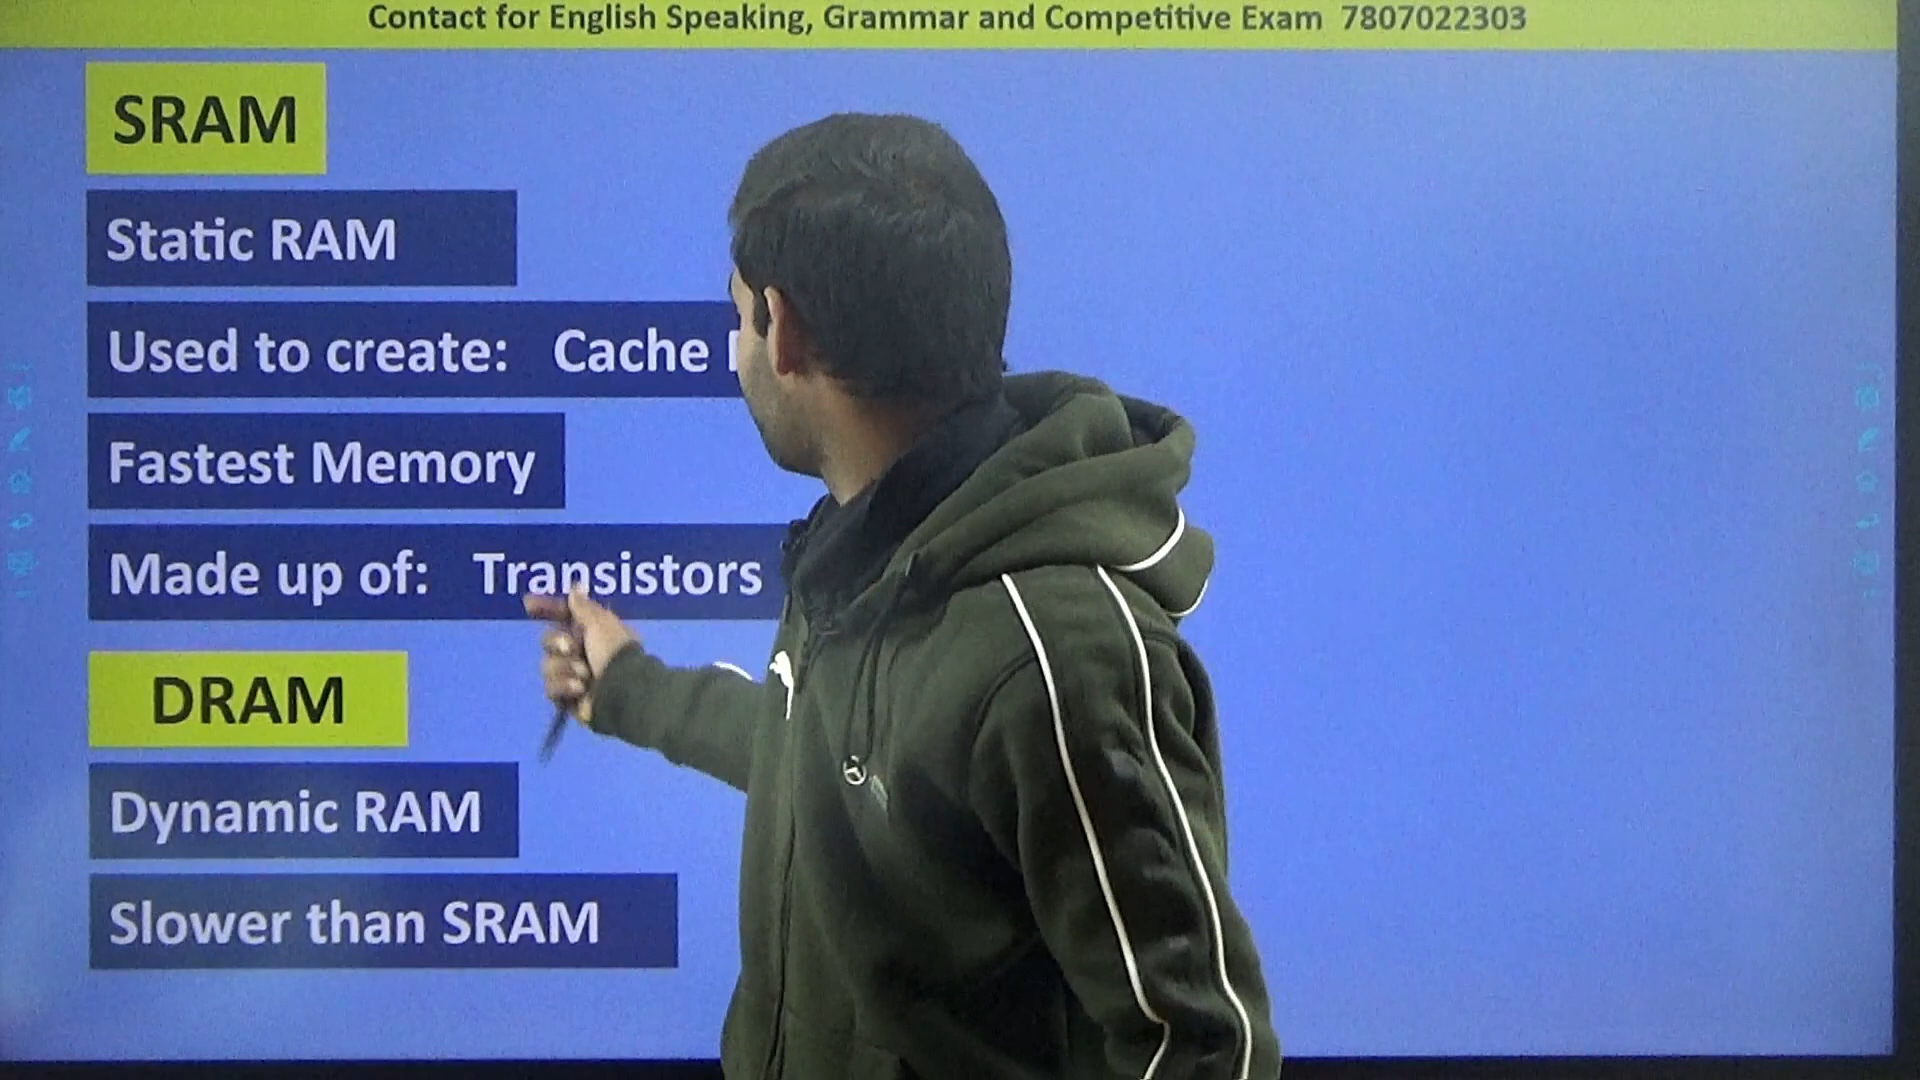 Contact for English Speaking, Grammar and Competitive Exam 7807022303
SRAM
Static RAM
Used to create: Cache
Fastest Memory
Made up of: Transistors
DRAM
Dynamic RAM
Slower than SRAM